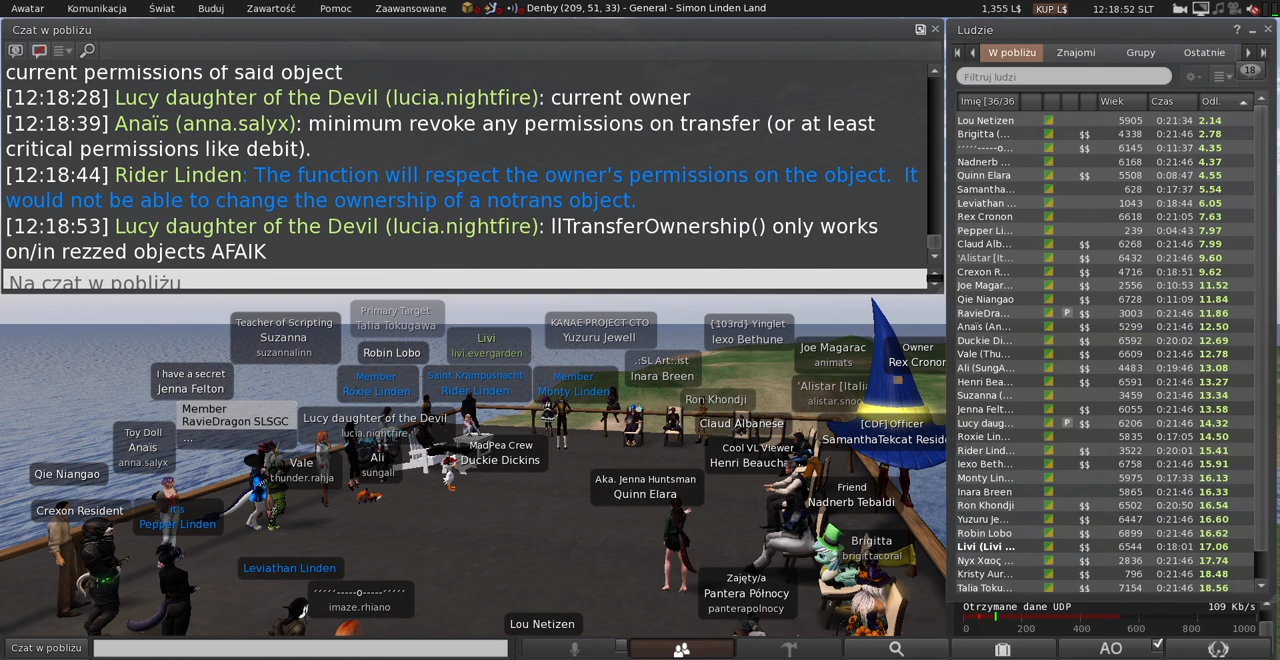 Awatar Komunikacja Świat Buduj Zawartość Pomoc Zaawansowane Denby (209, 51, 33) - General - Simon Linden Land 1,355 L$ KUP L$ 12:18:52 SLT
Czat w pobliżu
current permissions of said object
[12:18:28] Lucy daughter of the Devil (lucia.nightfire): current owner
[12:18:39] Anaïs (anna.salyx): minimum revoke any permissions on transfer (or at least
critical permissions like debit).
[12:18:44] Rider Linden: The function will respect the owner's permissions on the object. It
would not be able to change the ownership of a notrans object.
[12:18:53] Lucy daughter of the Devil (lucia.nightfire): llTransferOwnership() only works
on/in rezzed objects AFAIK
Na czat w pobliżu
Teacher of Scripting
Suzanna
suzannalinn
Primary Target
Talia Tokugawa
Robin Lobo
Livi
livi.evergarden
KANAE PROJECT CTO
Yuzuru Jewell
{103rd} Yinglet
Iexo Bethune
Joe Magarac
animats
Owner
Rex Cronon
I have a secret
Jenna Felton
Member
Roxie Linden
Saint Krampusnacht
Rider Linden
Member
Monty Linden
.:SL Art:.ist
Inara Breen
Ron Khondji
'Alistar [Itali
alistar.snoo
Member
RavieDragon SLSGC
...
Lucy daughter of the Devil
lucia.nightfire
Claud Albanese
[CDF] Officer
SamanthaTekcat Reside
Toy Doll
Anaïs
anna.salyx
Vale
thunder.rahja
Ali
sungali
MadPea Crew
Duckie Dickins
Cool VL Viewer
Henri Beauch
Qie Niangao
Aka. Jenna Huntsman
Quinn Elara
Friend
Nadnerb Tebaldi
Crexon Resident
It's
Pepper Linden
Brigitta
brigittacoral
Leviathan Linden
′′′′′-----o-----′′′′′
imaze.rhiano
Zajęty/a
Pantera Północy
panterapolnocy
Lou Netizen
Czat w pobliżu
Ludzie
W pobliżu Znajomi Grupy Ostatnie
18
Filtruj ludzi
Imię [36/36 Wiek Czas Odl.
Lou Netizen 5905 0:21:34 2.14
Brigitta (... $$ 4338 0:21:46 2.78
′′′′′-----o... $$ 6145 0:11:37 4.35
Nadnerb ... 6168 0:21:46 4.37
Quinn Elara $$ 5508 0:08:47 4.55
Samantha... 628 0:17:37 5.54
Leviathan ... 1043 0:18:44 6.05
Rex Cronon 6618 0:21:05 7.63
Pepper Li... 239 0:04:43 7.97
Claud Alb... $$ 6268 0:21:46 7.99
'Alistar [It... $$ 6432 0:21:46 9.60
Crexon R... $$ 4716 0:18:51 9.62
Joe Magar... $$ 2556 0:10:53 11.52
Qie Niangao $$ 6728 0:11:09 11.84
RavieDra... P $$ 3003 0:21:46 11.86
Anaïs (An... $$ 5299 0:21:46 12.50
Duckie Di... $$ 6592 0:20:02 12.69
Vale (Thu... $$ 6609 0:21:46 12.78
Ali (SungA... $$ 4483 0:19:46 13.08
Henri Bea... $$ 6591 0:21:46 13.27
Suzanna (... $$ 3459 0:21:46 13.34
Jenna Felt... $$ 6055 0:21:46 13.58
Lucy daug... P $$ 6206 0:21:46 14.32
Roxie Lin... $$ 5835 0:17:05 14.50
Rider Lind... $$ 3522 0:20:01 15.41
Iexo Beth... $$ 6758 0:21:46 15.91
Monty Lin... $$ 5975 0:17:33 16.13
Inara Breen 5865 0:21:46 16.33
Ron Khondji $$ 6502 0:20:50 16.54
Yuzuru Je... $$ 6447 0:21:46 16.60
Robin Lobo $$ 6899 0:21:46 16.62
Livi (Livi ... $$ 6544 0:18:01 17.06
Nyx Χαος ... $$ 2836 0:21:46 17.74
Kristy Aur... $$ 796 0:21:46 18.48
Talia Toku... $$ 7154 0:21:46 18.56
Otrzymane dane UDP 109 Kb/s
0 200 400 600 800 1000
AO